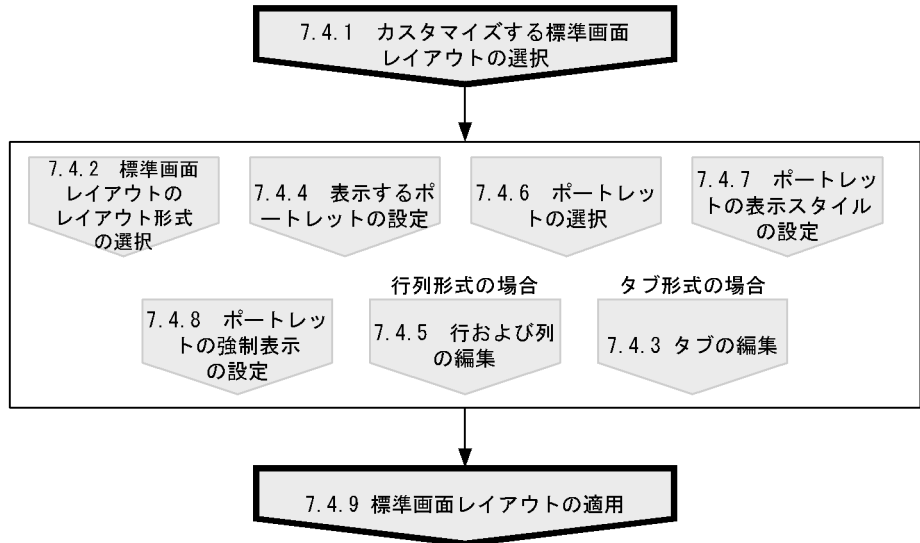 7.4.1 カスタマイズする標準画面
レイアウトの選択
7.4.2 標準画面
レイアウトの
レイアウト形式
の選択
7.4.4 表示するポ
ートレットの設定
7.4.6 ポートレッ
トの選択
7.4.7 ポートレッ
トの表示スタイル
の設定
7.4.8 ポートレッ
トの強制表示
の設定
行列形式の場合
7.4.5 行および列
の編集
タブ形式の場合
7.4.3 タブの編集
7.4.9 標準画面レイアウトの適用